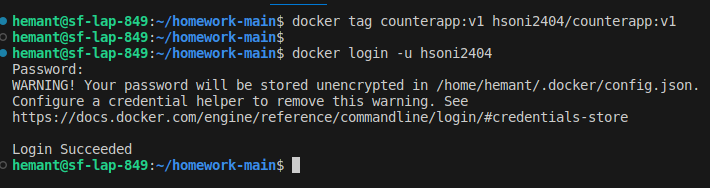 hemant@sf-lap-849:~/homework-main$ docker tag counterapp:v1 hsoni2404/counterapp:v1
hemant@sf-lap-849:~/homework-main$
hemant@sf-lap-849:~/homework-main$ docker login -u hsoni2404
Password:
WARNING! Your password will be stored unencrypted in /home/hemant/.docker/config.json.
Configure a credential helper to remove this warning. See
https://docs.docker.com/engine/reference/commandline/login/#credentials-store

Login Succeeded
hemant@sf-lap-849:~/homework-main$